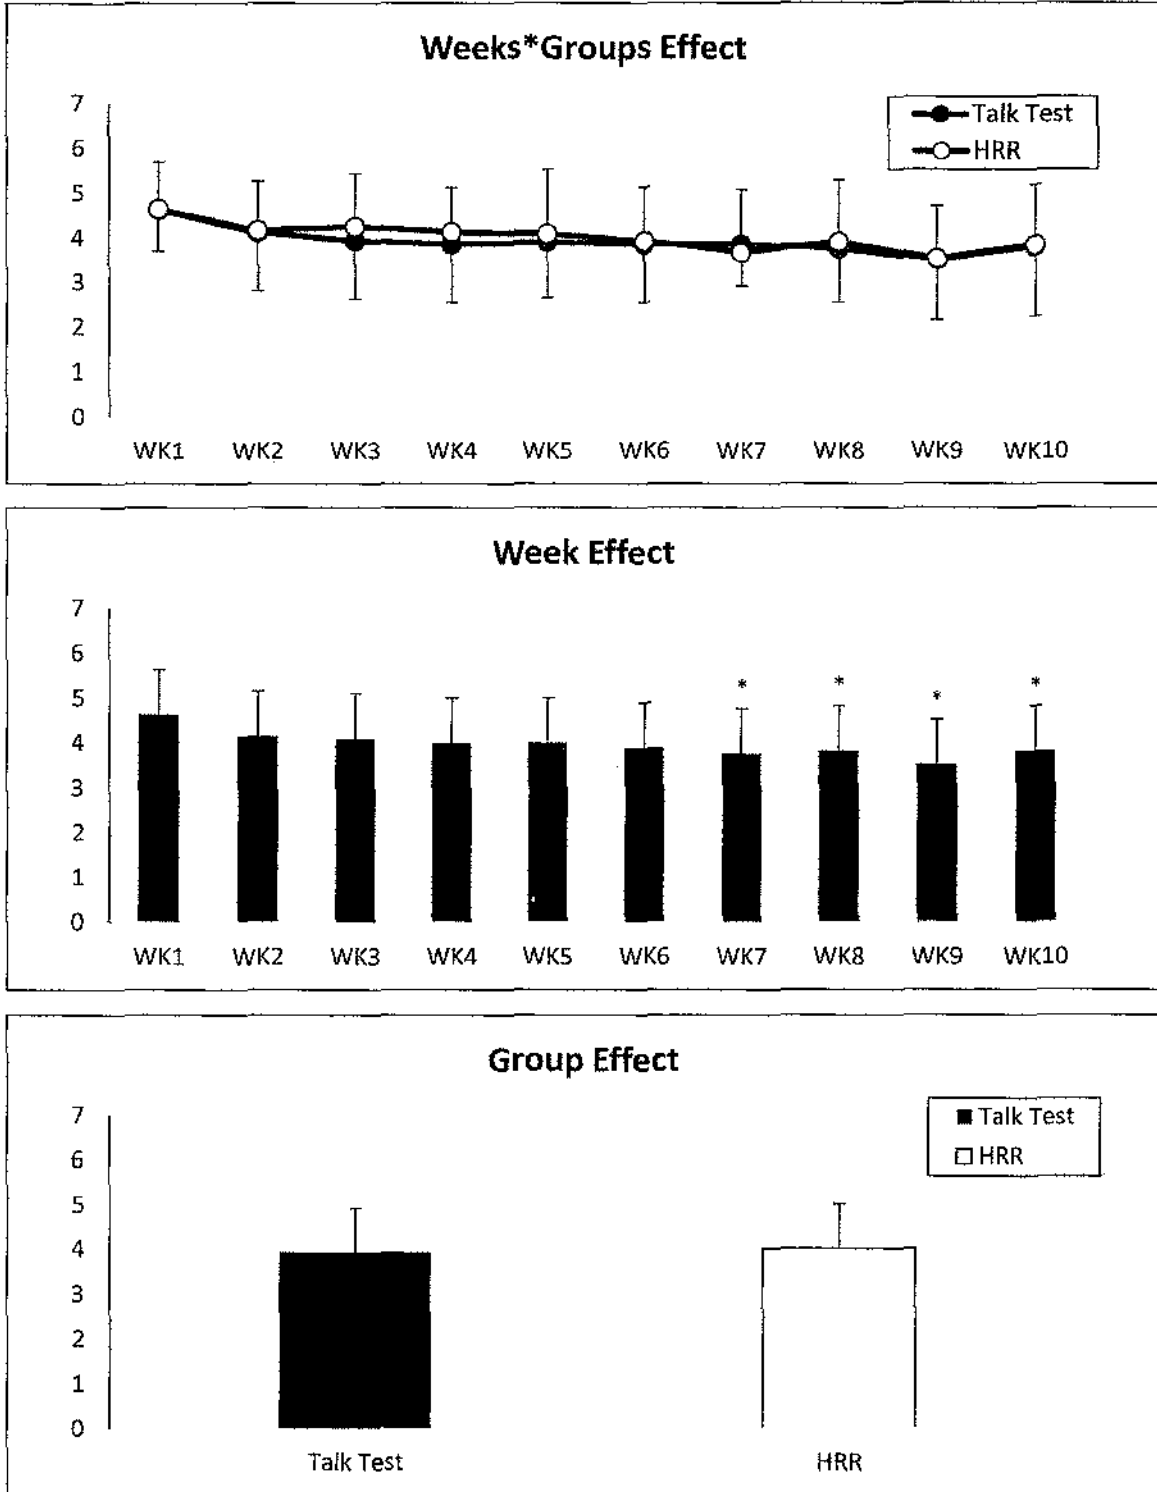 Weeks*Groups Effect
Talk Test
HRR
7
6
5
4
3
2
1
0
WK1 WK2 WK3 WK4 WK5 WK6 WK7 WK8 WK9 WK10
Week Effect
7
6
5
4
3
2
1
0
* * * *
WK1 WK2 WK3 WK4 WK5 WK6 WK7 WK8 WK9 WK10
Group Effect
Talk Test
HRR
7
6
5
4
3
2
1
0
Talk Test HRR